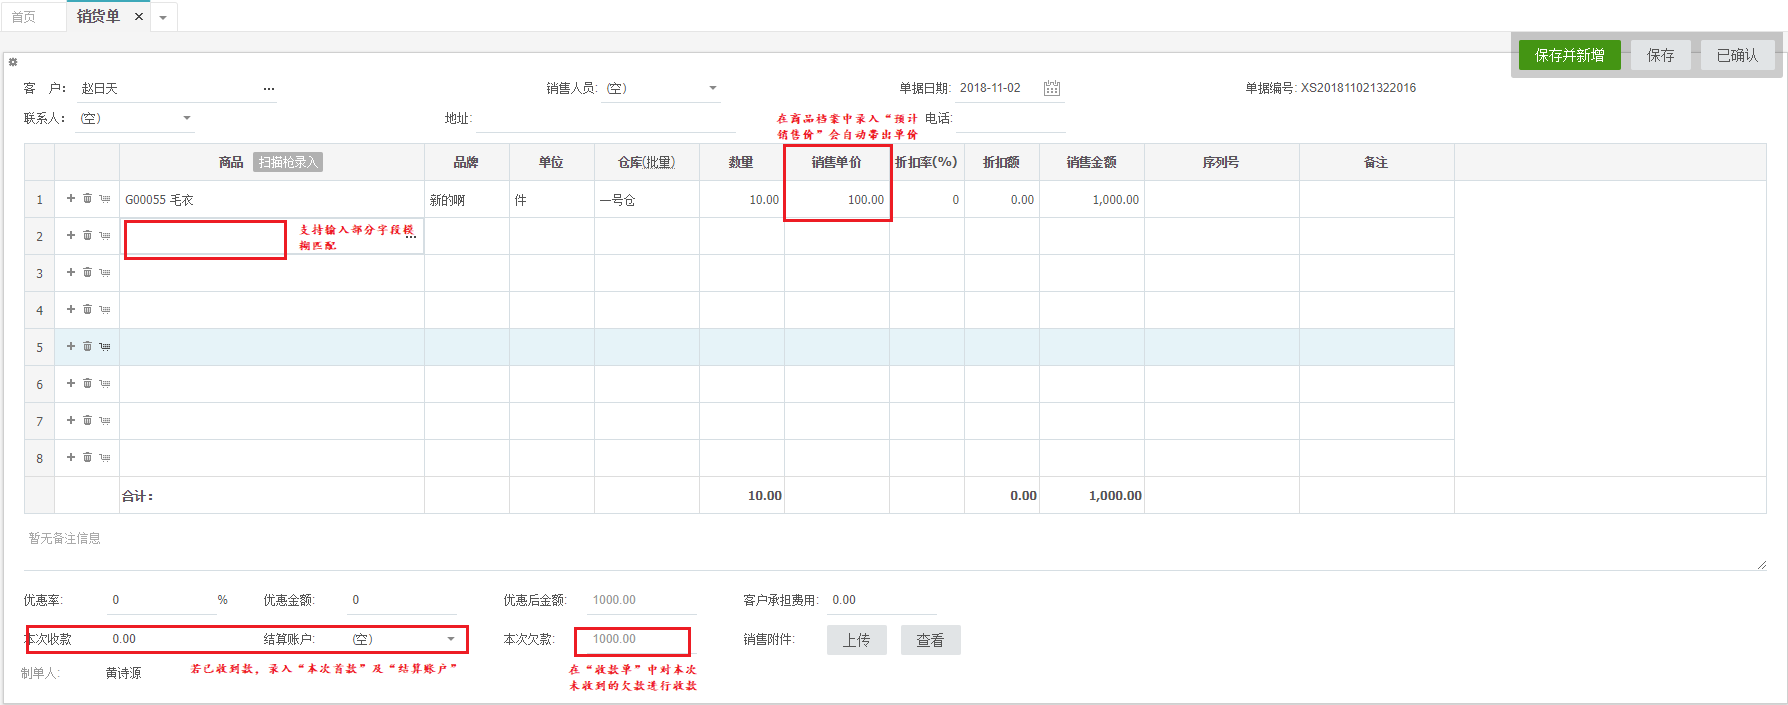 首页 销货单 ×
保存并新增 保存 已确认
客 户: 赵日天 ... 销售人员: (空) 单据日期: 2018-11-02 单据编号: XS201811021322016
联系人: (空) 地址: 电话:
在商品档案中录入“预计
销售价”会自动带出单价
商品 扫描枪录入 品牌 单位 仓库(批量) 数量 销售单价 折扣率(%) 折扣额 销售金额 序列号 备注
1 G00055 毛衣 新的啊 件 一号仓 10.00 100.00 0 0.00 1,000.00
2 ...
支持输入部分字段模
糊匹配
3
4
5
6
7
8
合计: 10.00 0.00 1,000.00
暂无备注信息
优惠率: 0 % 优惠金额: 0 优惠后金额: 1000.00 客户承担费用: 0.00
本次收款 0.00 结算账户: (空) 本次欠款: 1000.00 销售附件: 上传 查看
若已收到款，录入“本次首款”及“结算账户”
在“收款单”中对本次
未收到的欠款进行收款
制单人: 黄诗源